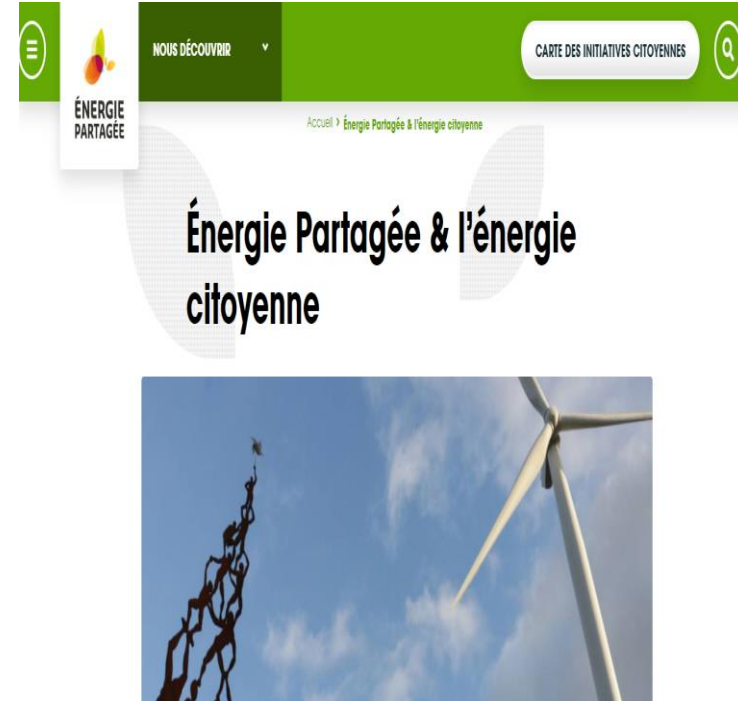 NOUS DÉCOUVRIR
CARTE DES INITIATIVES CITOYENNES
ÉNERGIE
PARTAGÉE
Accueil > Énergie Partagée & l'énergie citoyenne
Énergie Partagée & l’énergie
citoyenne